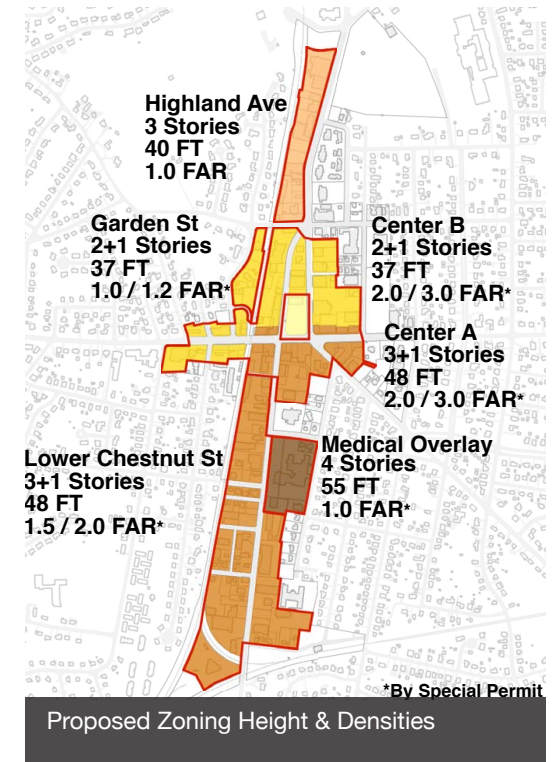 Highland Ave
3 Stories
40 FT
1.0 FAR
Garden St
2+1 Stories
37 FT
1.0 / 1.2 FAR*
Center B
2+1 Stories
37 FT
2.0 / 3.0 FAR*
Center A
3+1 Stories
48 FT
2.0 / 3.0 FAR*
Lower Chestnut St
3+1 Stories
48 FT
1.5 / 2.0 FAR*
Medical Overlay
4 Stories
55 FT
1.0 FAR*
*By Special Permit
Proposed Zoning Height & Densities